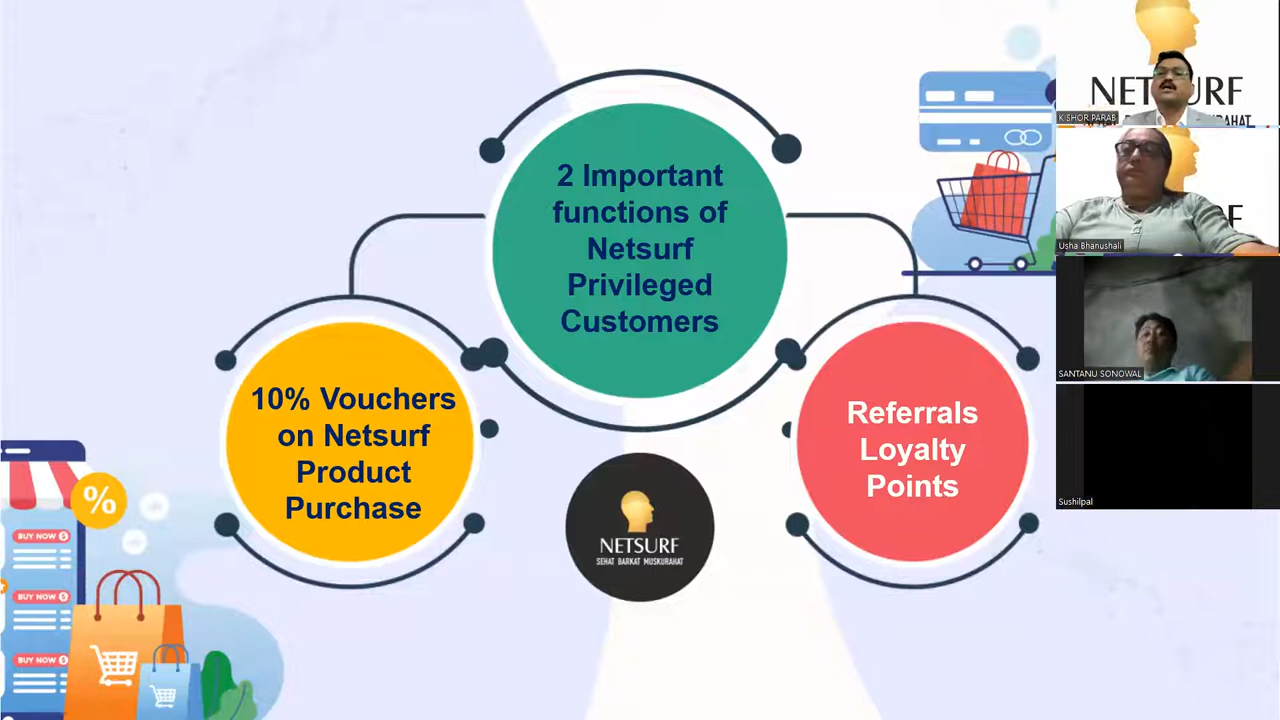 2 Important
functions of
Netsurf
Privileged
Customers
10% Vouchers
on Netsurf
Product
Purchase
Referrals
Loyalty
Points
NETSURF
SEHAT BARKAT MUSKURAHAT
%
BUY NOW $
BUY NOW $
BUY NOW $
NETSURF
K SHOR PARAB
Usha Bhanushali
SANTANU SONOWAL
Sushilpal